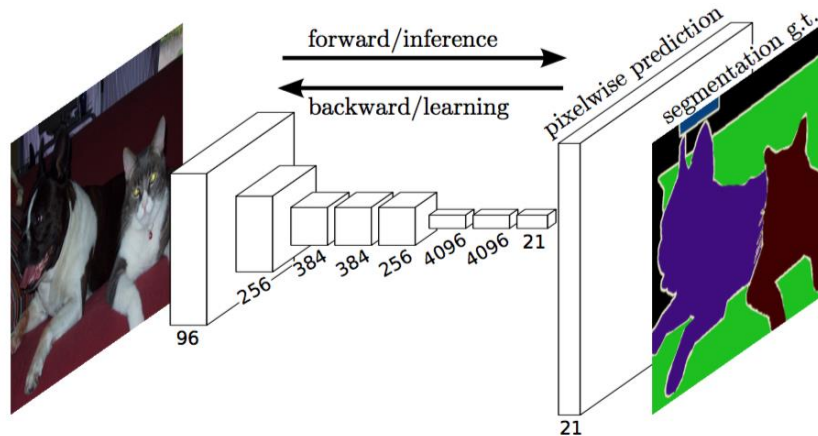 forward/inference
backward/learning
pixelwise prediction
segmentation g.t.
96
256
384
384
256
4096
4096
21
21